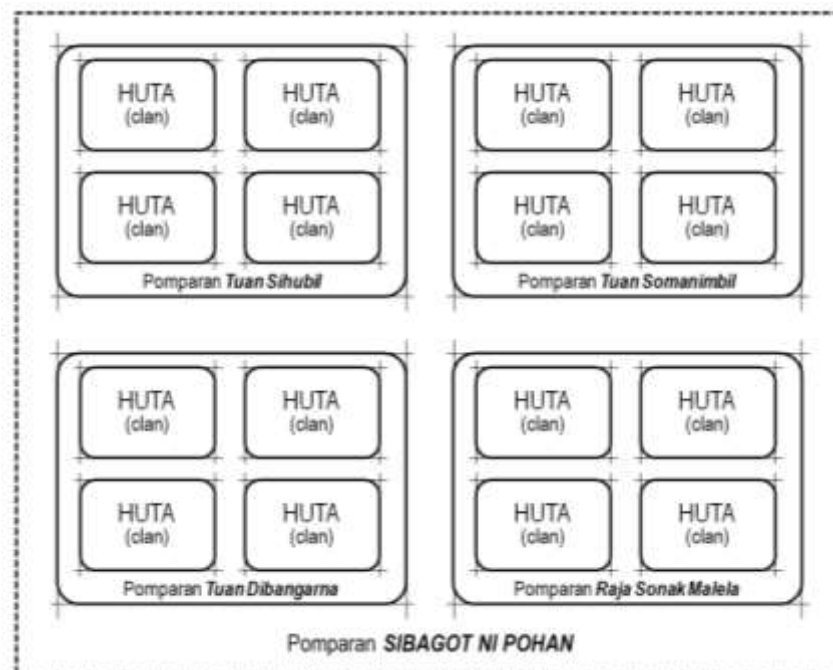 HUTA HUTA
(clan) (clan)
HUTA HUTA
(clan) (clan)
Pomparan Tuan Sihubil
HUTA HUTA
(clan) (clan)
HUTA HUTA
(clan) (clan)
Pomparan Tuan Somanimbil
HUTA HUTA
(clan) (clan)
HUTA HUTA
(clan) (clan)
Pomparan Tuan Dibangarna
HUTA HUTA
(clan) (clan)
HUTA HUTA
(clan) (clan)
Pomparan Raja Sonak Malela
Pomparan SIBAGOT NI POHAN